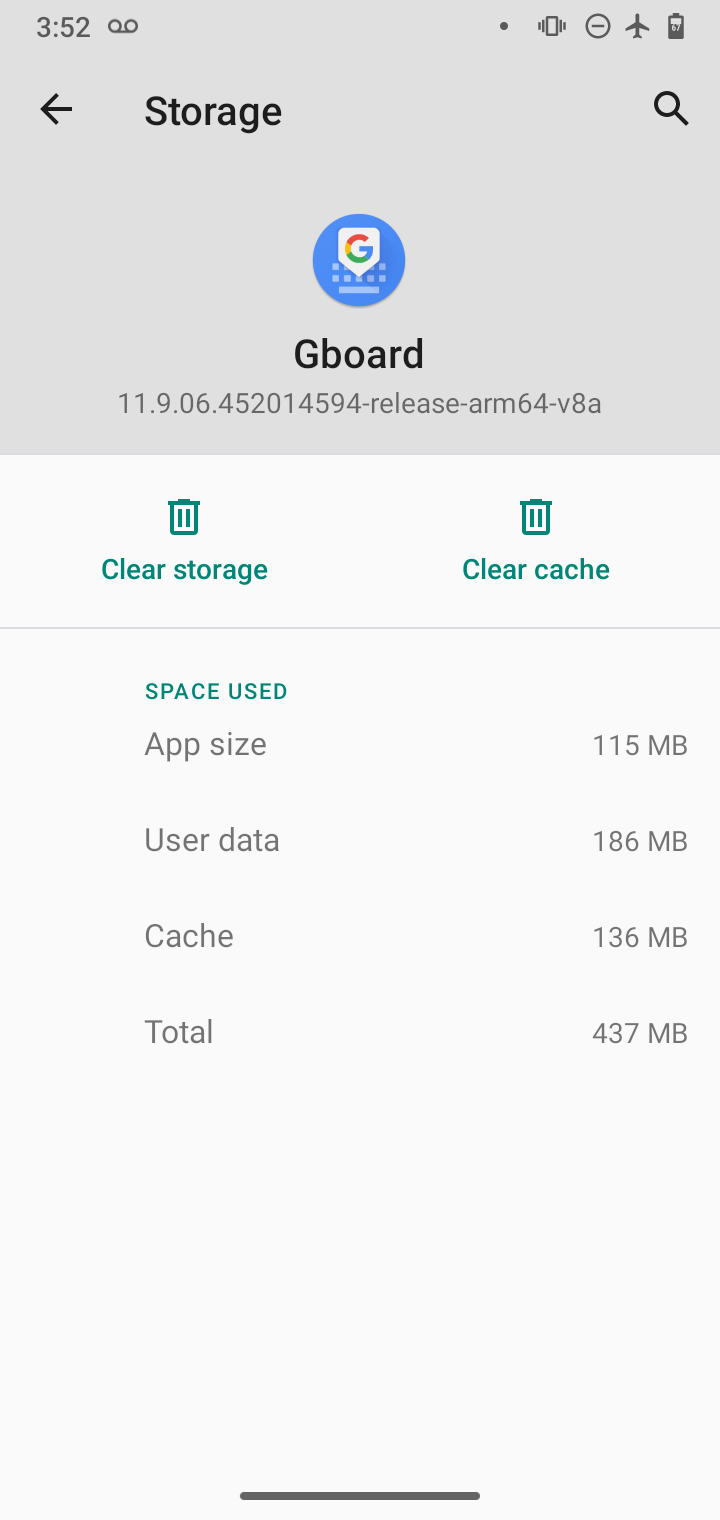 3:52
Storage
Gboard
11.9.06.452014594-release-arm64-v8a
Clear storage
Clear cache
SPACE USED
App size 115 MB
User data 186 MB
Cache 136 MB
Total 437 MB